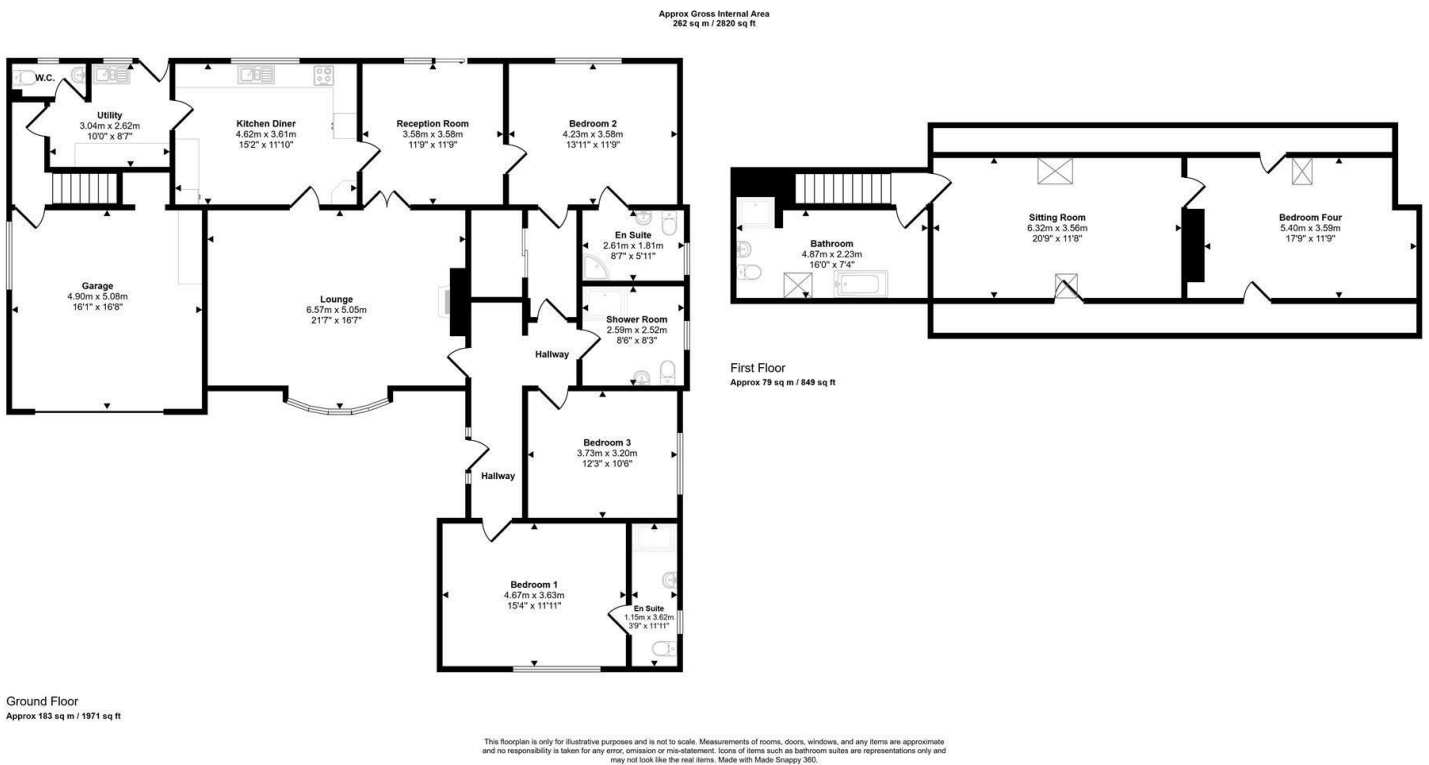 Approx Gross Internal Area
262 sq m / 2820 sq ft
W.C.
Utility
3.04m x 2.62m
10'0" x 8'7"
Kitchen Diner
4.62m x 3.61m
15'2" x 11'10"
Reception Room
3.58m x 3.58m
11'9" x 11'9"
Bedroom 2
4.23m x 3.58m
13'11" x 11'9"
En Suite
2.61m x 1.81m
8'7" x 5'11"
Garage
4.90m x 5.08m
16'1" x 16'8"
Lounge
6.57m x 5.05m
21'7" x 16'7"
Shower Room
2.59m x 2.52m
8'6" x 8'3"
Hallway
Bedroom 3
3.73m x 3.20m
12'3" x 10'6"
Hallway
Bedroom 1
4.67m x 3.63m
15'4" x 11'11"
En Suite
1.15m x 3.62m
3'9" x 11'11"
Ground Floor
Approx 183 sq m / 1971 sq ft
Bathroom
4.87m x 2.23m
16'0" x 7'4"
Sitting Room
6.32m x 3.56m
20'9" x 11'8"
Bedroom Four
5.40m x 3.59m
17'9" x 11'9"
First Floor
Approx 79 sq m / 849 sq ft
This floorplan is only for illustrative purposes and is not to scale. Measurements of rooms, doors, windows, and any items are approximate
and no responsibility is taken for any error, omission or mis-statement. Icons of items such as bathroom suites are representations only and
may not look like the real items. Made with Made Snappy 360.